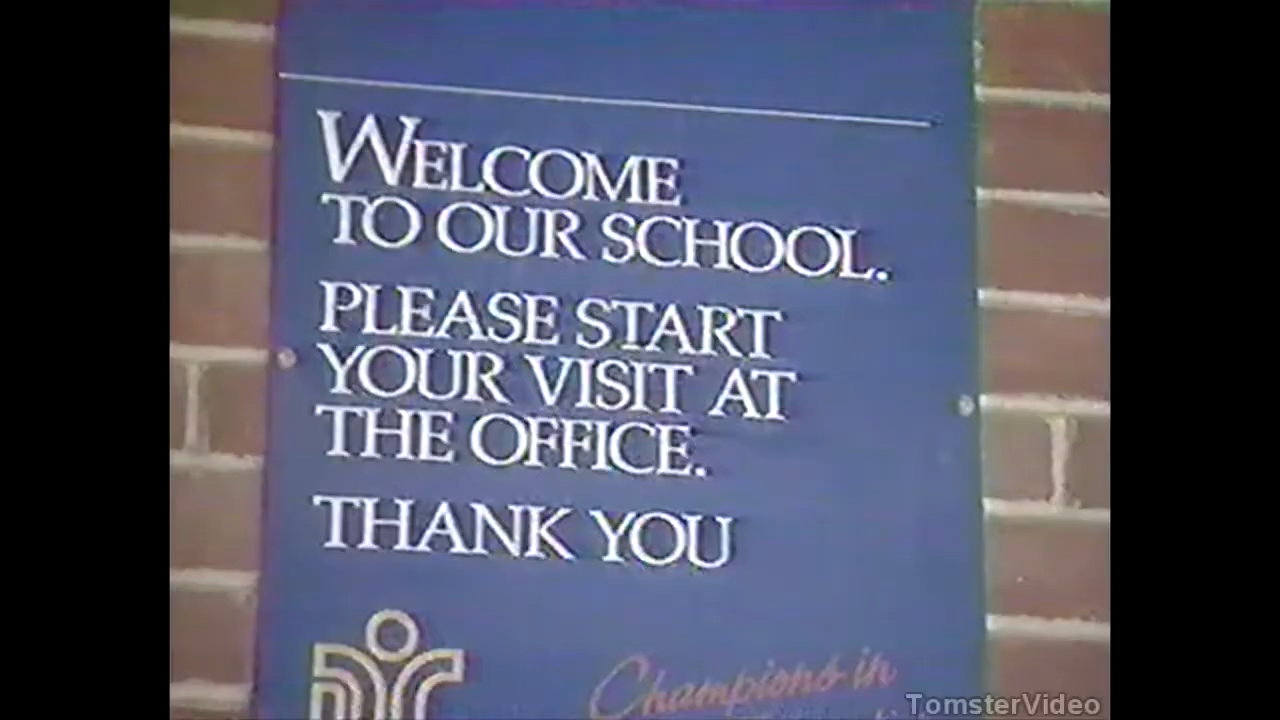 WELCOME
TO OUR SCHOOL.
PLEASE START
YOUR VISIT AT
THE OFFICE.
THANK YOU
Champions in
TomsterVideo